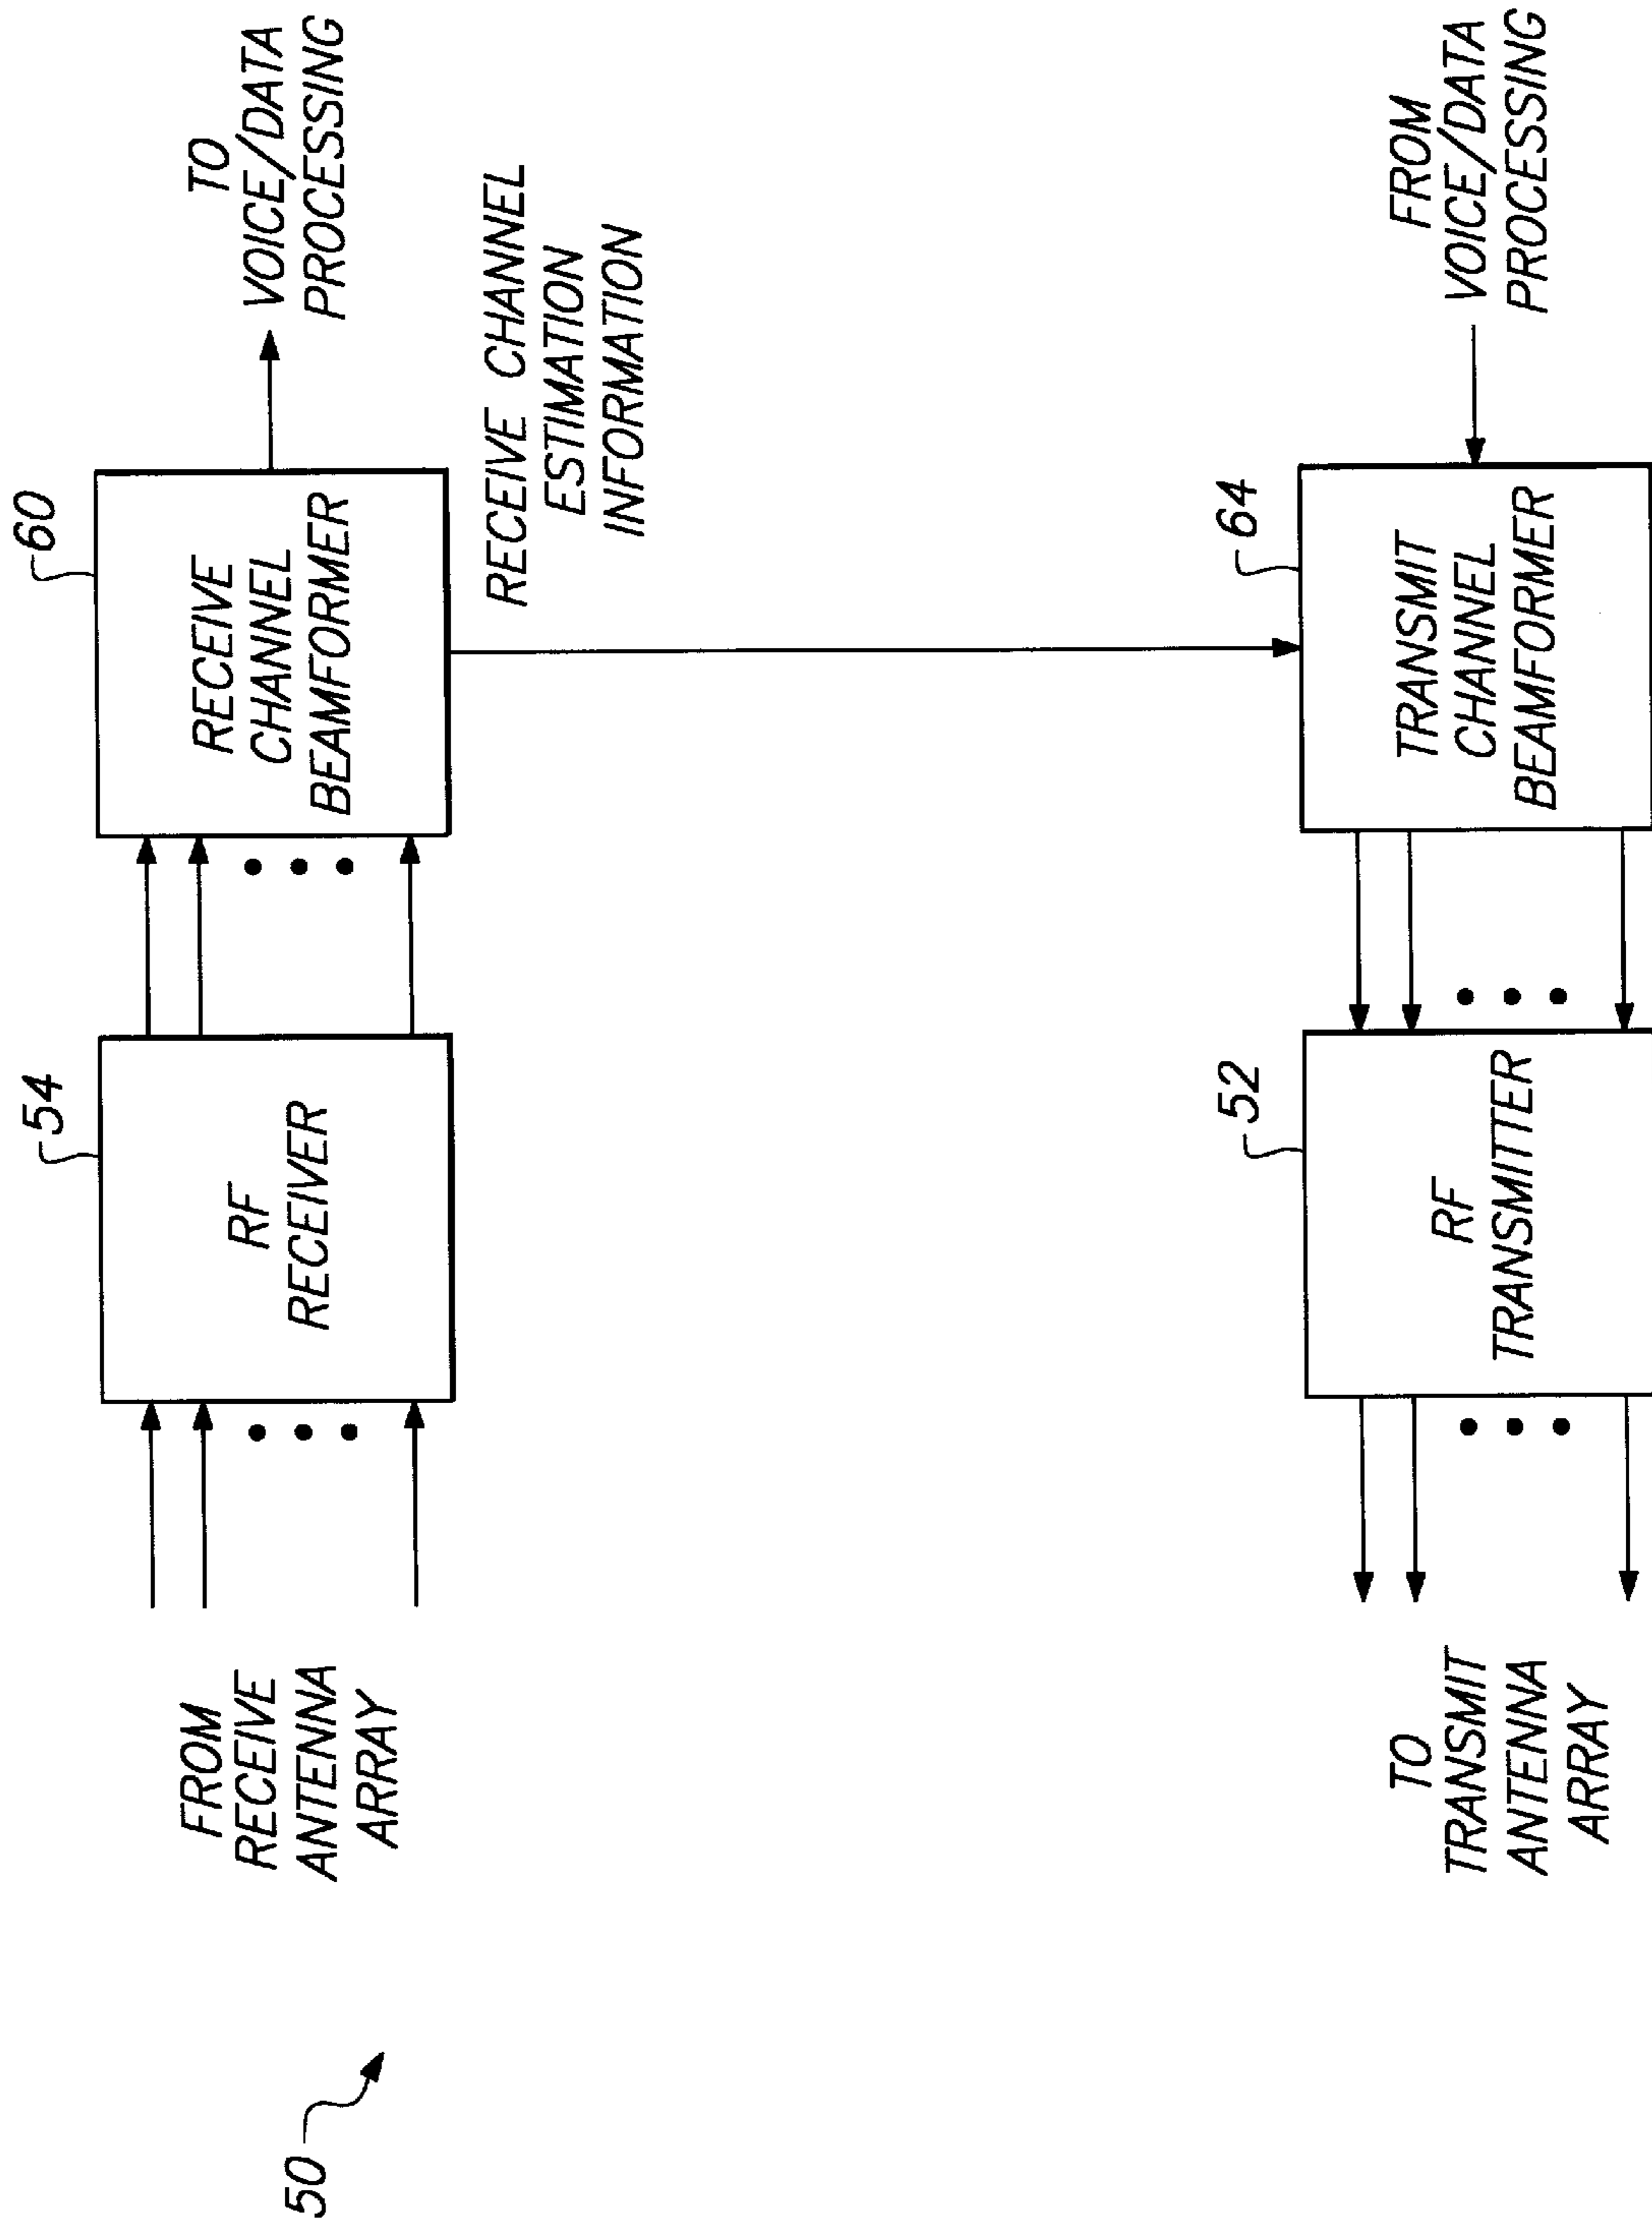 50
FROM
RECEIVE
ANTENNA
ARRAY
54
RF
RECEIVER
60
RECEIVE
CHANNEL
BEAMFORMER
TO
VOICE/DATA
PROCESSING
RECEIVE CHANNEL
ESTIMATION
INFORMATION
TO
TRANSMIT
ANTENNA
ARRAY
52
RF
TRANSMITTER
64
TRANSMIT
CHANNEL
BEAMFORMER
FROM
VOICE/DATA
PROCESSING